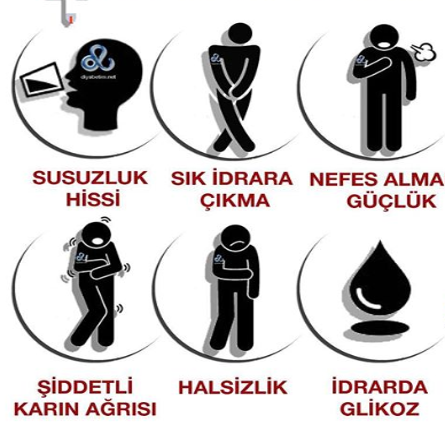 diyabetim.net
SUSUZLUK
HİSSİ
SIK İDRARA
ÇIKMA
NEFES ALMA
GÜÇLÜK
ŞİDDETLİ
KARIN AĞRISI
HALSİZLİK
İDRARDA
GLİKOZ